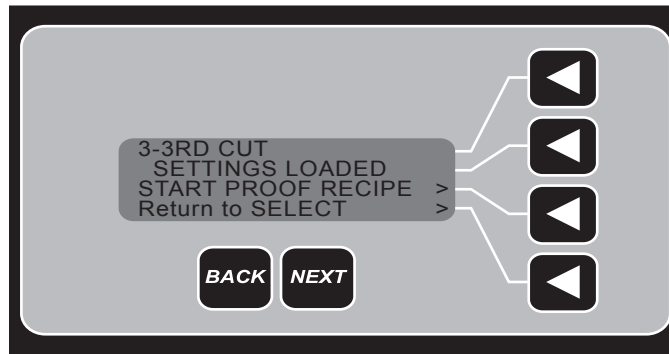 3-3RD CUT
SETTINGS LOADED
START PROOF RECIPE >
Return to SELECT >
BACK NEXT